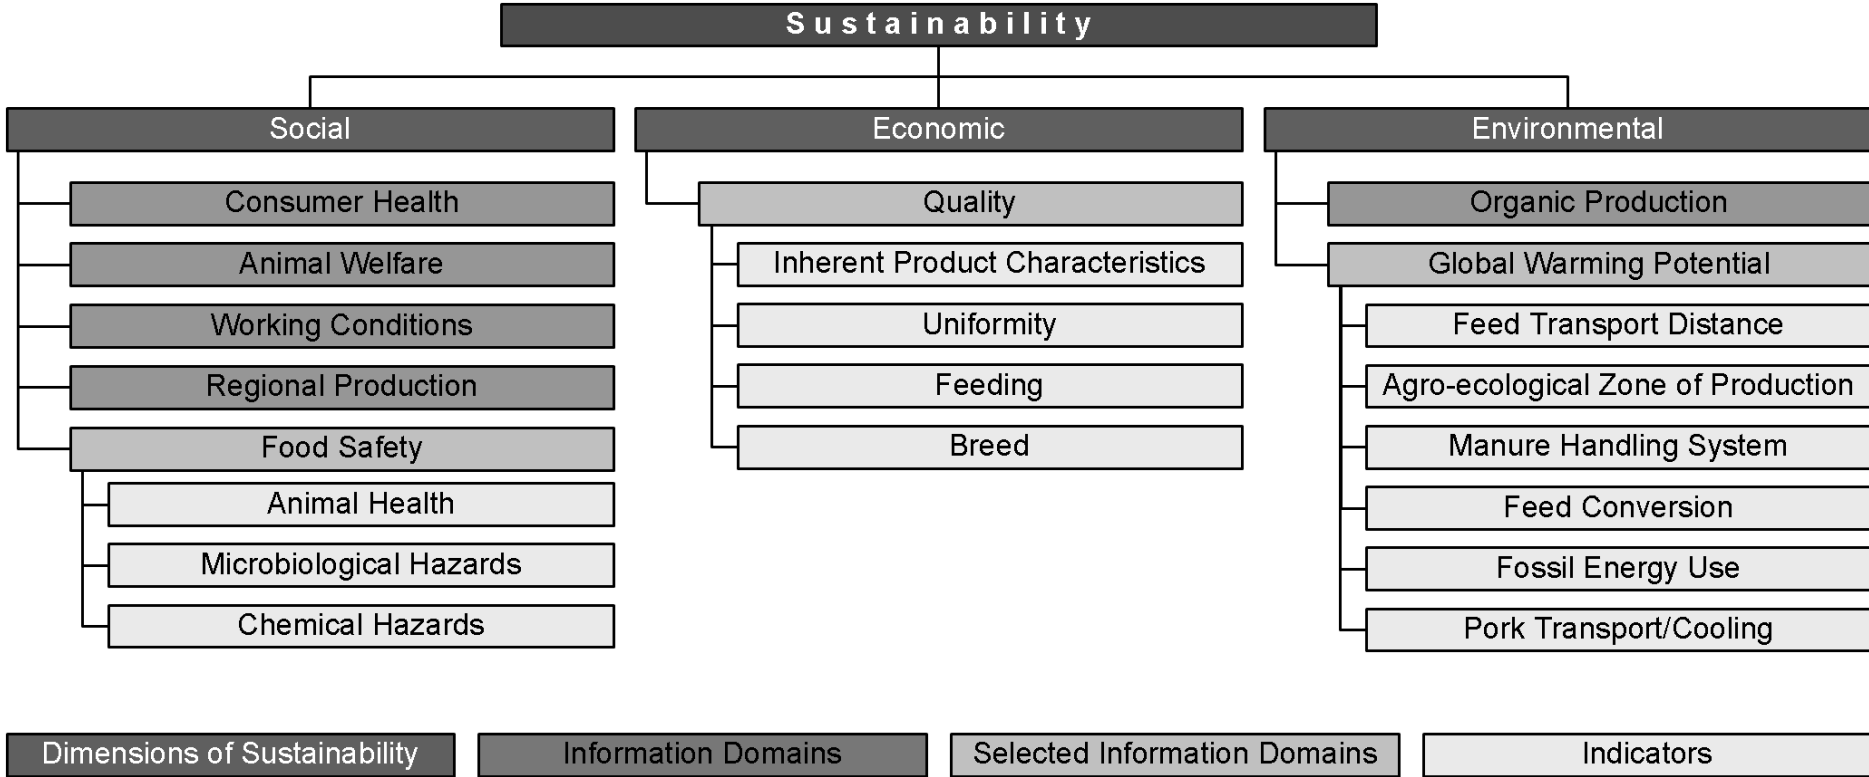 Sustainability
Social
Consumer Health
Animal Welfare
Working Conditions
Regional Production
Food Safety
Animal Health
Microbiological Hazards
Chemical Hazards
Economic
Quality
Inherent Product Characteristics
Uniformity
Feeding
Breed
Environmental
Organic Production
Global Warming Potential
Feed Transport Distance
Agro-ecological Zone of Production
Manure Handling System
Feed Conversion
Fossil Energy Use
Pork Transport/Cooling
Dimensions of Sustainability
Information Domains
Selected Information Domains
Indicators